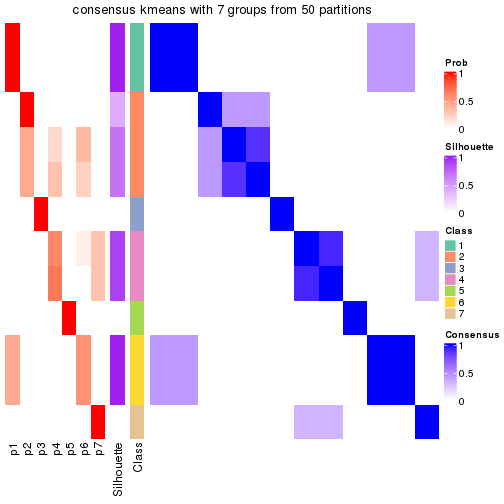 consensus kmeans with 7 groups from 50 partitions
Prob
1
0.5
0
Silhouette
1
0.5
0
Class
1
2
3
4
5
6
7
Consensus
1
0.5
0
p1
p2
p3
p4
p5
p6
p7
Silhouette
Class